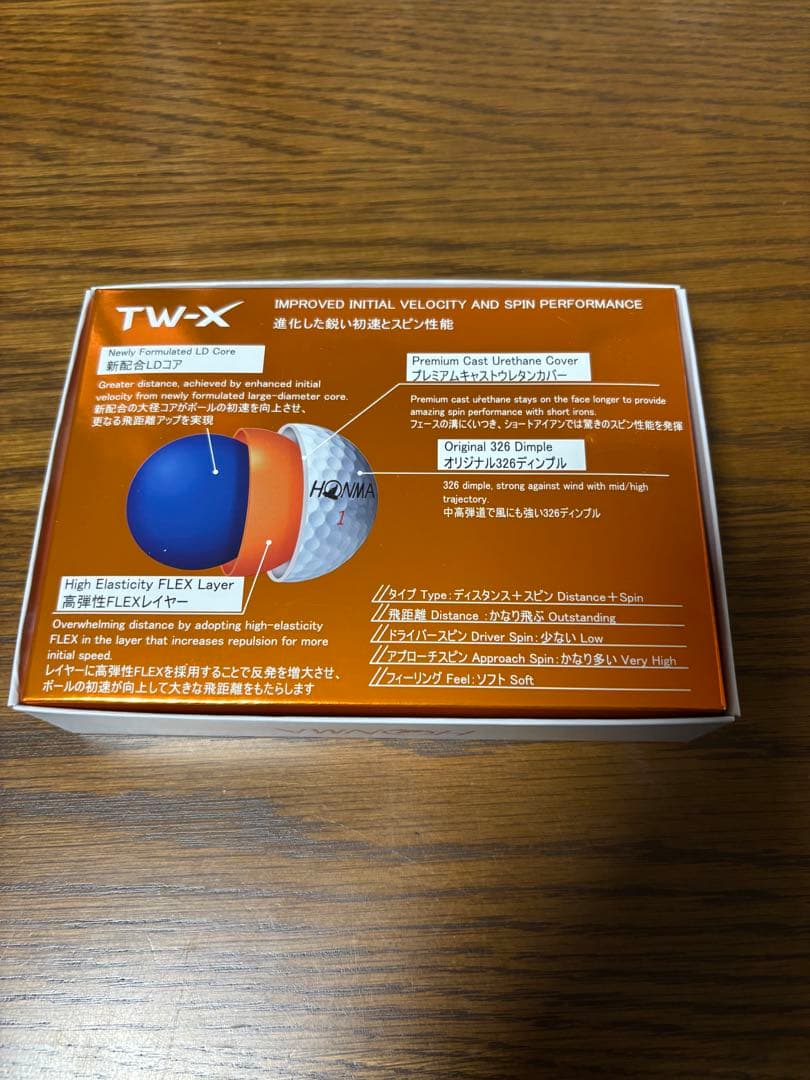 TW-X
IMPROVED INITIAL VELOCITY AND SPIN PERFORMANCE
進化した鋭い初速とスピン性能
Newly Formulated LD Core
新配合LDコア
Greater distance, achieved by enhanced initial
velocity from newly formulated large-diameter core.
新配合の大径コアがボールの初速を向上させ、
更なる飛距離アップを実現
Premium Cast Urethane Cover
プレミアムキャストウレタンカバー
Premium cast urethane stays on the face longer to provide
amazing spin performance with short irons.
フェースの溝にくいつき、ショートアイアンでは驚きのスピン性能を発揮
Original 326 Dimple
オリジナル326ディンプル
326 dimple, strong against wind with mid/high
trajectory.
中高弾道で風にも強い326ディンプル
HONMA
1
High Elasticity FLEX Layer
高弾性FLEXレイヤー
Overwhelming distance by adopting high-elasticity
FLEX in the layer that increases repulsion for more
initial speed.
レイヤーに高弾性FLEXを採用することで反発を増大させ、
ボールの初速が向上して大きな飛距離をもたらします
タイプ Type:ディスタンス+スピン Distance+Spin
飛距離 Distance :かなり飛ぶ Outstanding
ドライバースピン Driver Spin:少ない Low
アプローチスピン Approach Spin:かなり多い Very High
フィーリング Feel:ソフト Soft
HONMA